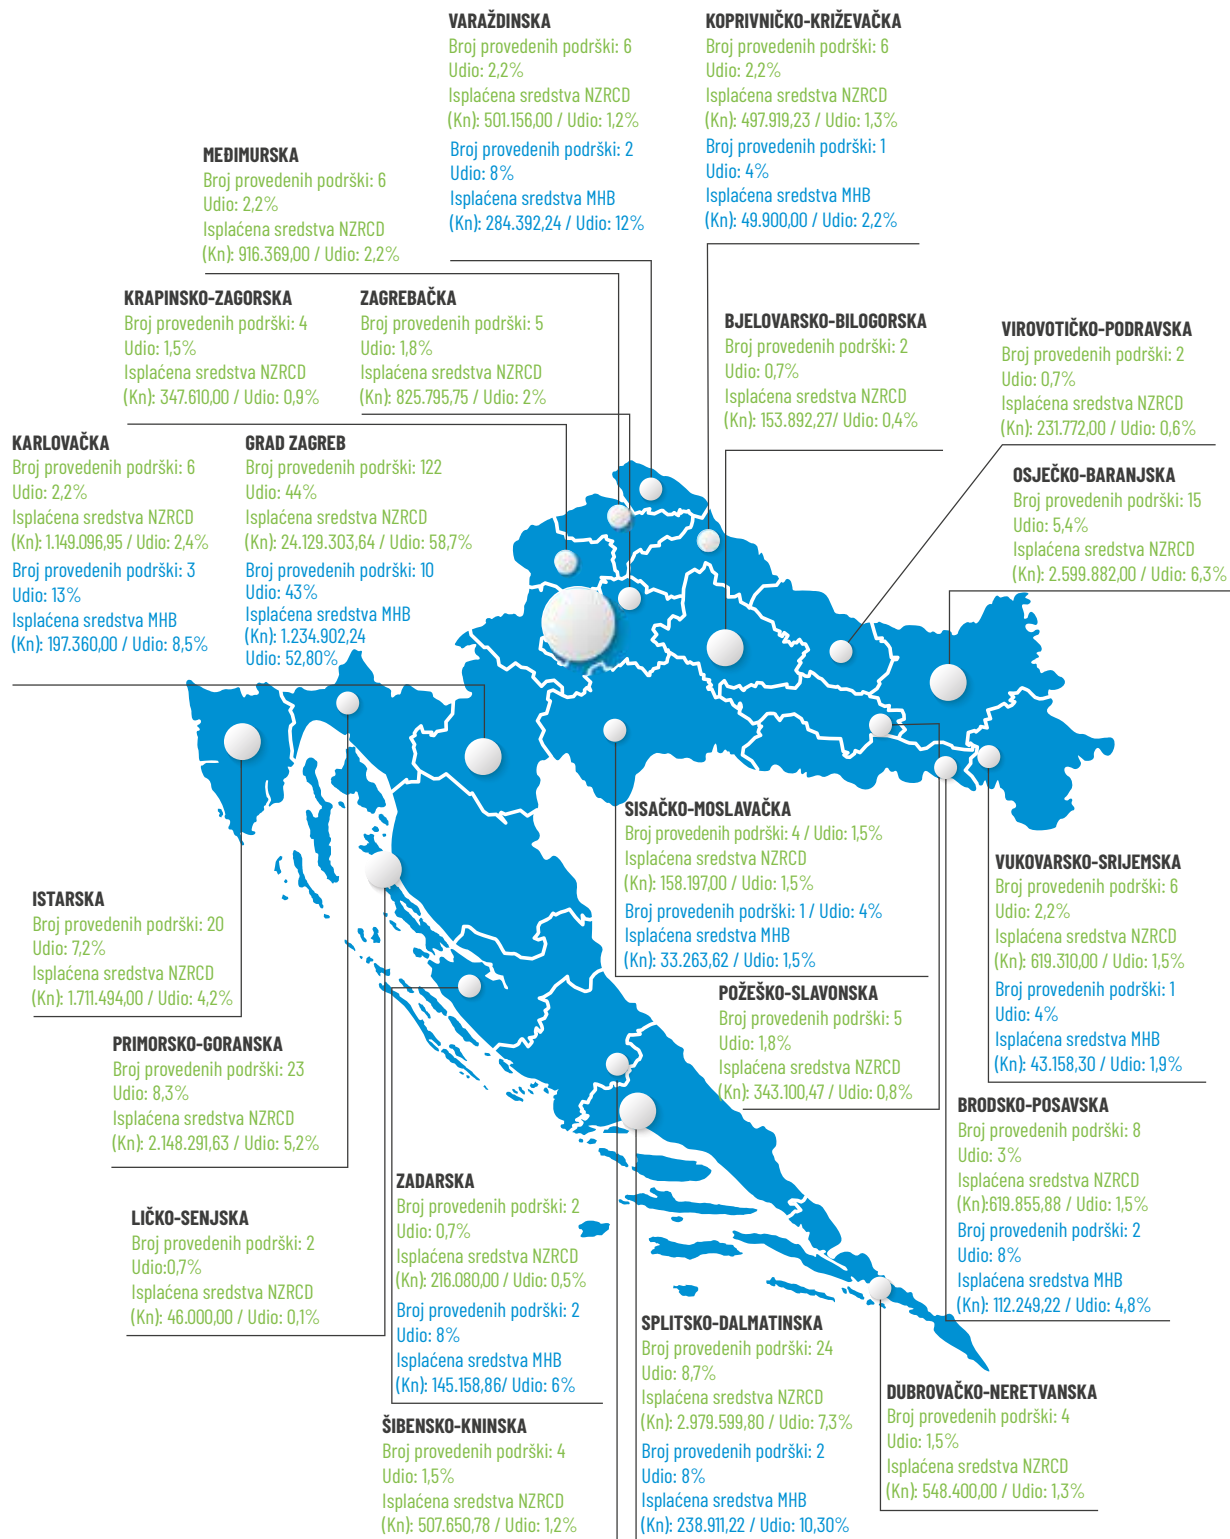 VARAŽDINSKA
Broj provedenih podrški: 6
Udio: 2,2%
Isplaćena sredstva NZRCD
(Kn): 501.156,00 / Udio: 1,2%
Broj provedenih podrški: 2
Udio: 8%
Isplaćena sredstva MHB
(Kn): 284.392,24 / Udio: 12%
KOPRIVNIČKO-KRIŽEVAČKA
Broj provedenih podrški: 6
Udio: 2,2%
Isplaćena sredstva NZRCD
(Kn): 497.919,23 / Udio: 1,3%
Broj provedenih podrški: 1
Udio: 4%
Isplaćena sredstva MHB
(Kn): 49.900,00 / Udio: 2,2%
MEĐIMURSKA
Broj provedenih podrški: 6
Udio: 2,2%
Isplaćena sredstva NZRCD
(Kn): 916.369,00 / Udio: 2,2%
KRAPINSKO-ZAGORSKA
Broj provedenih podrški: 4
Udio: 1,5%
Isplaćena sredstva NZRCD
(Kn): 347.610,00 / Udio: 0,9%
ZAGREBAČKA
Broj provedenih podrški: 5
Udio: 1,8%
Isplaćena sredstva NZRCD
(Kn): 825.795,75 / Udio: 2%
BJELOVARSKO-BILOGORSKA
Broj provedenih podrški: 2
Udio: 0,7%
Isplaćena sredstva NZRCD
(Kn): 153.892,27/ Udio: 0,4%
VIROVOTIČKO-PODRAVSKA
Broj provedenih podrški: 2
Udio: 0,7%
Isplaćena sredstva NZRCD
(Kn): 231.772,00 / Udio: 0,6%
KARLOVAČKA
Broj provedenih podrški: 6
Udio: 2,2%
Isplaćena sredstva NZRCD
(Kn): 1.149.096,95 / Udio: 2,4%
Broj provedenih podrški: 3
Udio: 13%
Isplaćena sredstva MHB
(Kn): 197.360,00 / Udio: 8,5%
GRAD ZAGREB
Broj provedenih podrški: 122
Udio: 44%
Isplaćena sredstva NZRCD
(Kn): 24.129.303,64 / Udio: 58,7%
Broj provedenih podrški: 10
Udio: 43%
Isplaćena sredstva MHB
(Kn): 1.234.902,24
Udio: 52,80%
OSJEČKO-BARANJSKA
Broj provedenih podrški: 15
Udio: 5,4%
Isplaćena sredstva NZRCD
(Kn): 2.599.882,00 / Udio: 6,3%
SISAČKO-MOSLAVAČKA
Broj provedenih podrški: 4 / Udio: 1,5%
Isplaćena sredstva NZRCD
(Kn): 158.197,00 / Udio: 1,5%
Broj provedenih podrški: 1 / Udio: 4%
Isplaćena sredstva MHB
(Kn): 33.263,62 / Udio: 1,5%
VUKOVARSKO-SRIJEMSKA
Broj provedenih podrški: 6
Udio: 2,2%
Isplaćena sredstva NZRCD
(Kn): 619.310,00 / Udio: 1,5%
Broj provedenih podrški: 1
Udio: 4%
Isplaćena sredstva MHB
(Kn): 43.158,30 / Udio: 1,9%
ISTARSKA
Broj provedenih podrški: 20
Udio: 7,2%
Isplaćena sredstva NZRCD
(Kn): 1.711.494,00 / Udio: 4,2%
POŽEŠKO-SLAVONSKA
Broj provedenih podrški: 5
Udio: 1,8%
Isplaćena sredstva NZRCD
(Kn): 343.100,47 / Udio: 0,8%
PRIMORSKO-GORANSKA
Broj provedenih podrški: 23
Udio: 8,3%
Isplaćena sredstva NZRCD
(Kn): 2.148.291,63 / Udio: 5,2%
BRODSKO-POSAVSKA
Broj provedenih podrški: 8
Udio: 3%
Isplaćena sredstva NZRCD
(Kn):619.855,88 / Udio: 1,5%
Broj provedenih podrški: 2
Udio: 8%
Isplaćena sredstva MHB
(Kn): 112.249,22 / Udio: 4,8%
ZADARSKA
Broj provedenih podrški: 2
Udio: 0,7%
Isplaćena sredstva NZRCD
(Kn): 216.080,00 / Udio: 0,5%
Broj provedenih podrški: 2
Udio: 8%
Isplaćena sredstva MHB
(Kn): 145.158,86/ Udio: 6%
LIČKO-SENJSKA
Broj provedenih podrški: 2
Udio:0,7%
Isplaćena sredstva NZRCD
(Kn): 46.000,00 / Udio: 0,1%
SPLITSKO-DALMATINSKA
Broj provedenih podrški: 24
Udio: 8,7%
Isplaćena sredstva NZRCD
(Kn): 2.979.599,80 / Udio: 7,3%
Broj provedenih podrški: 2
Udio: 8%
Isplaćena sredstva MHB
(Kn): 238.911,22 / Udio: 10,30%
DUBROVAČKO-NERETVANSKA
Broj provedenih podrški: 4
Udio: 1,5%
Isplaćena sredstva NZRCD
(Kn): 548.400,00 / Udio: 1,3%
ŠIBENSKO-KNINSKA
Broj provedenih podrški: 4
Udio: 1,5%
Isplaćena sredstva NZRCD
(Kn): 507.650,78 / Udio: 1,2%